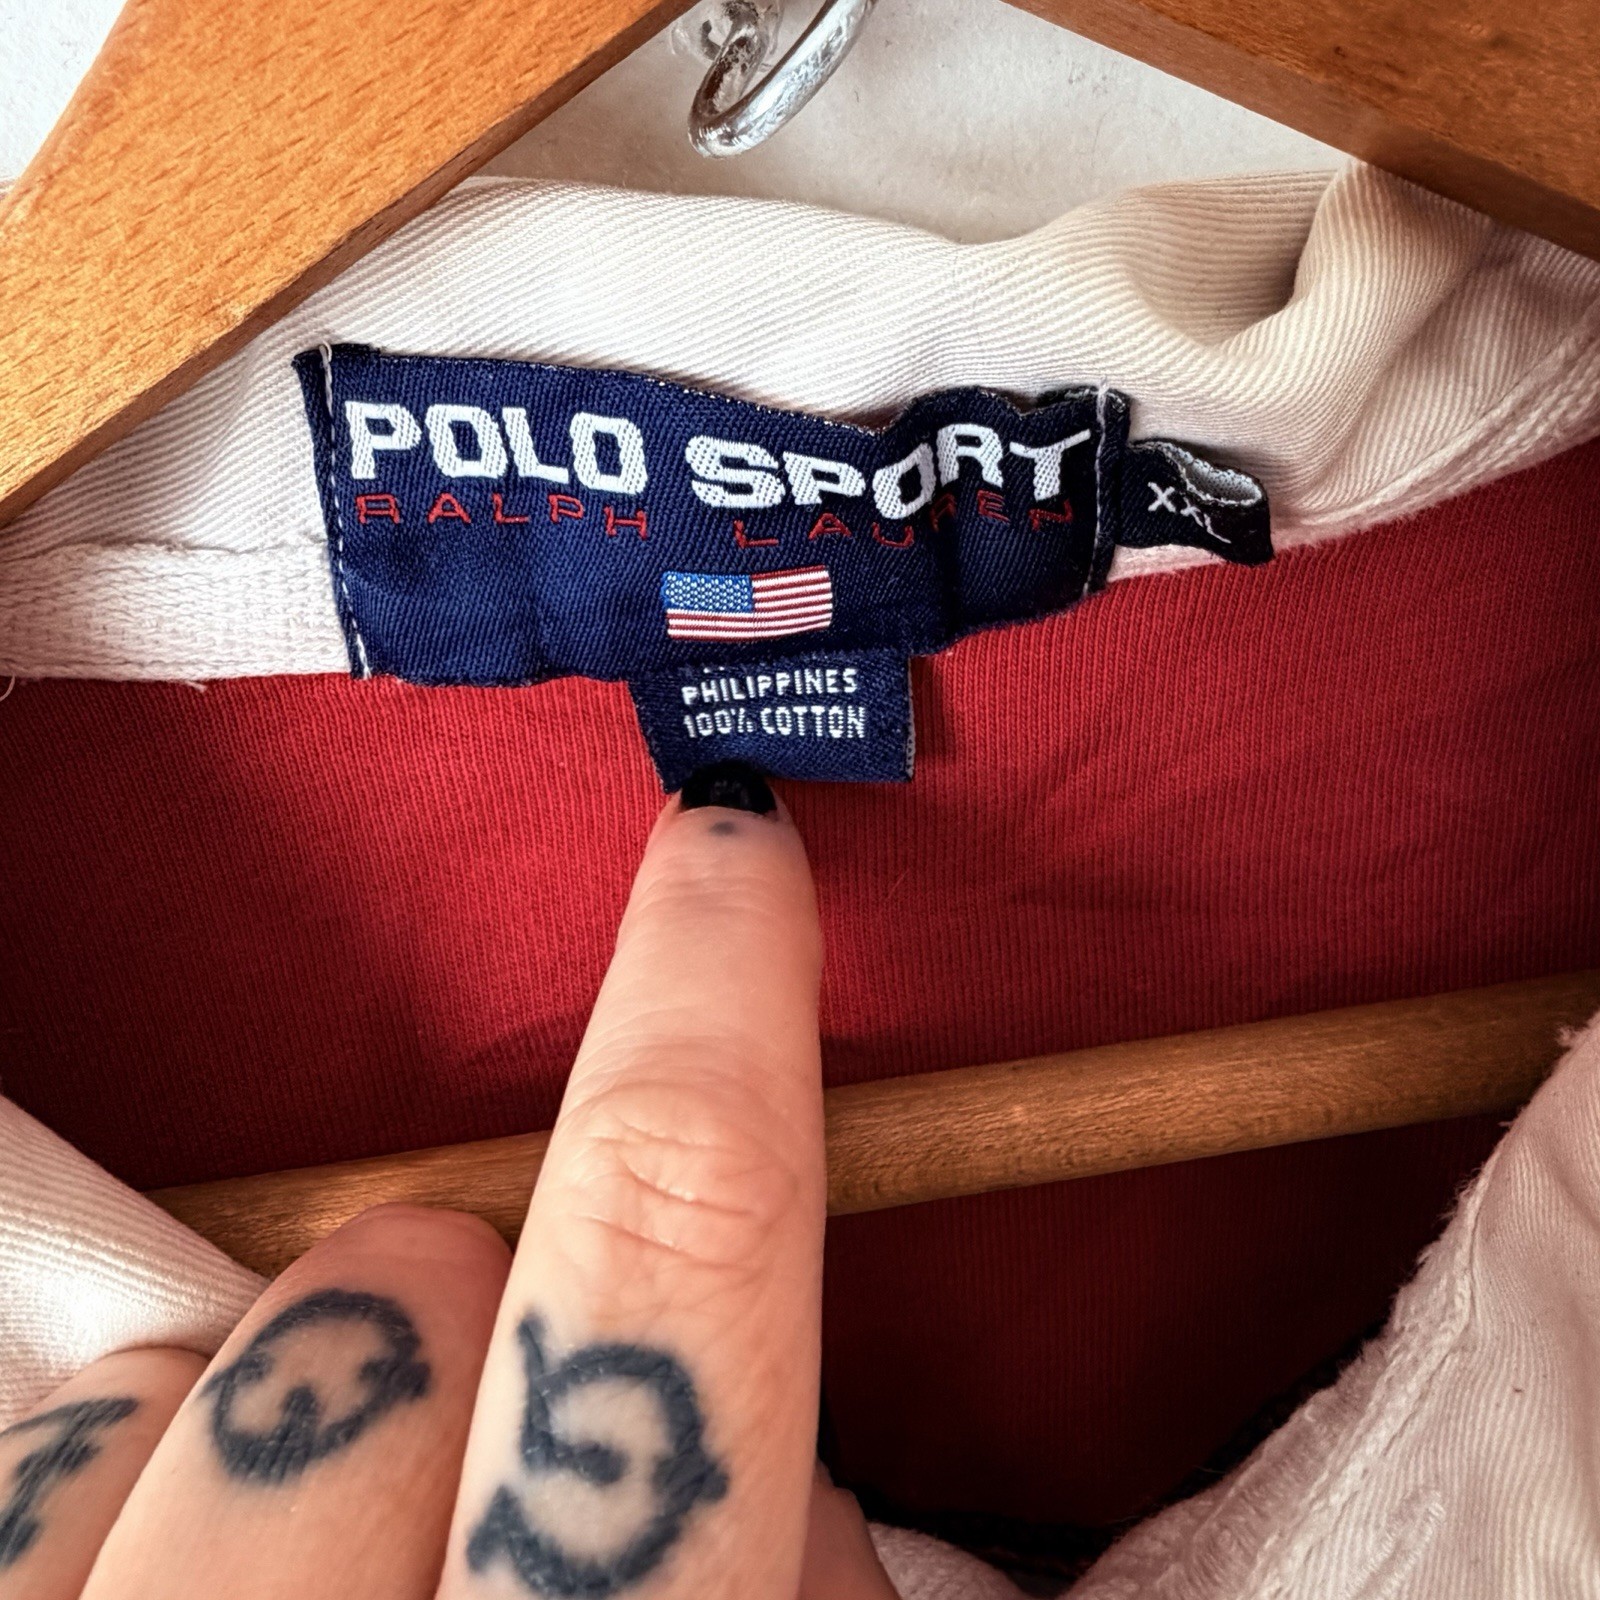 POLO SPORT
RALPH LAUREN
XXL
PHILIPPINES
100% COTTON